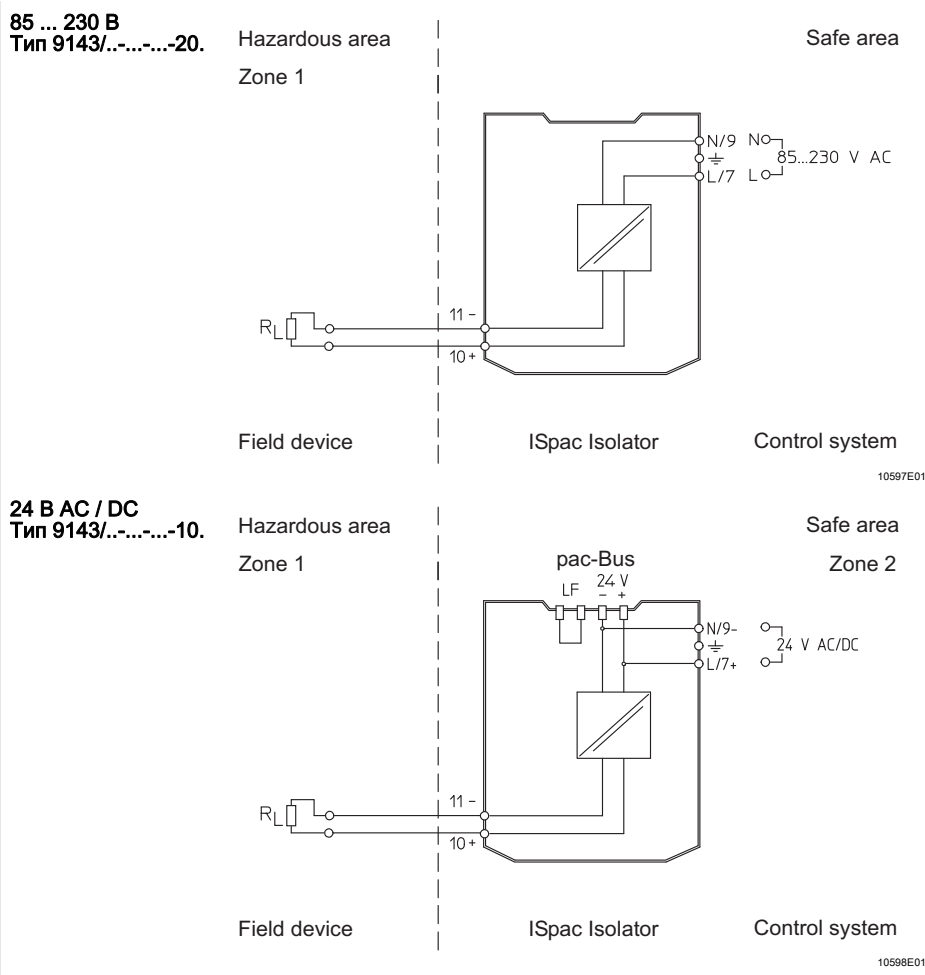 85 ... 230 В
Тип 9143/..-...-...-20.
Hazardous area
Safe area
Zone 1
N/9 N
85...230 V AC
L/7 L
11 -
RL
10 +
Field device
ISpac Isolator
Control system
10597E01
24 В AC / DC
Тип 9143/..-...-...-10.
Hazardous area
Safe area
Zone 1
Zone 2
pac-Bus
LF
24 V
- +
N/9-
24 V AC/DC
L/7+
11 -
RL
10 +
Field device
ISpac Isolator
Control system
10598E01